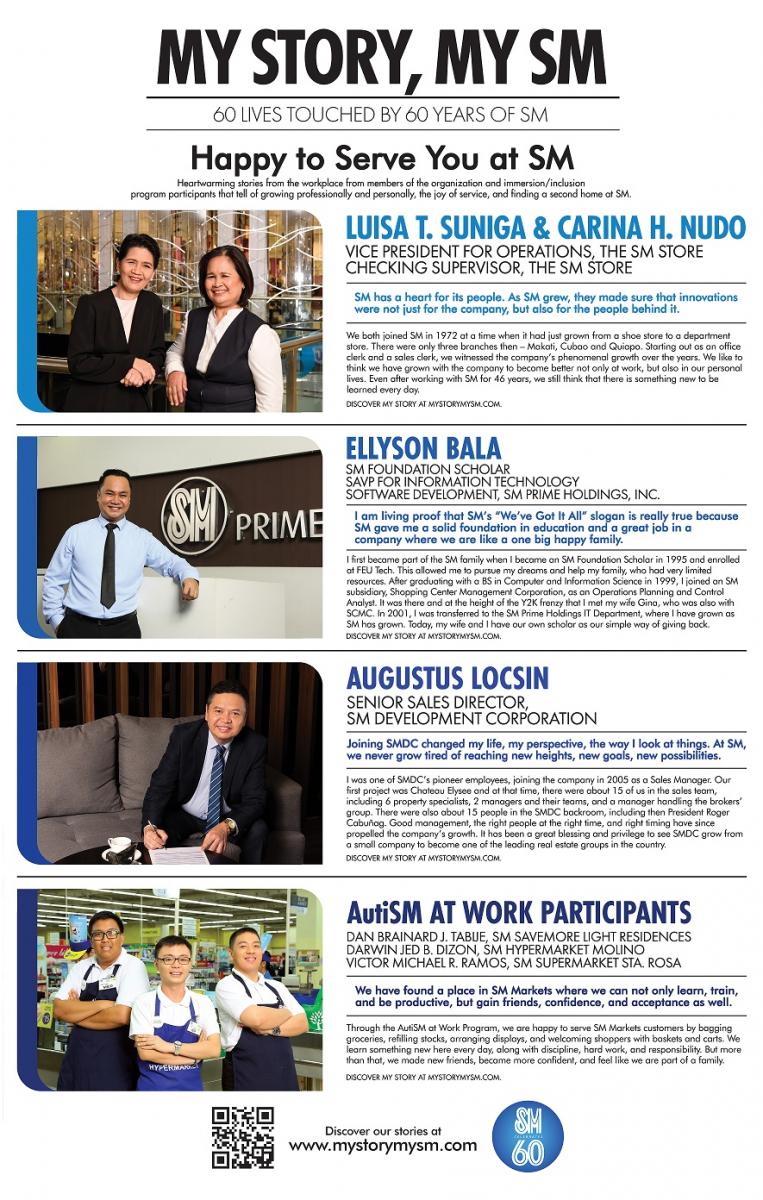 MY STORY, MY SM
60 LIVES TOUCHED BY 60 YEARS OF SM
Happy to Serve You at SM
Heartwarming stories from the workplace from members of the organization and immersion/inclusion
program participants that tell of growing professionally and personally, the joy of service, and finding a second home at SM.
LUISA T. SUNIGA & CARINA H. NUDO
VICE PRESIDENT FOR OPERATIONS, THE SM STORE
CHECKING SUPERVISOR, THE SM STORE
SM has a heart for its people. As SM grew, they made sure that innovations
were not just for the company, but also for the people behind it.
We both joined SM in 1972 at a time when it had just grown from a shoe store to a department
store. There were only three branches then – Makati, Cubao and Quiapo. Starting out as an office
clerk and a sales clerk, we witnessed the company's phenomenal growth over the years. We like to
think we have grown with the company to become better not only at work, but also in our personal
lives. Even after working with SM for 46 years, we still think that there is something new to be
learned every day.
DISCOVER MY STORY AT MYSTORYMYSM.COM.
SM PRIME
ELLYSON BALA
SM FOUNDATION SCHOLAR
SAVP FOR INFORMATION TECHNOLOGY
SOFTWARE DEVELOPMENT, SM PRIME HOLDINGS, INC.
I am living proof that SM's "We've Got It All" slogan is really true because
SM gave me a solid foundation in education and a great job in a
company where we are like a one big happy family.
I first became part of the SM family when I became an SM Foundation Scholar in 1995 and enrolled
at FEU Tech. This allowed me to pursue my dreams and help my family, who had very limited
resources. After graduating with a BS in Computer and Information Science in 1999, I joined an SM
subsidiary, Shopping Center Management Corporation, as an Operations Planning and Control
Analyst. It was there and at the height of the Y2K frenzy that I met my wife Gina, who was also with
SCMC. In 2001, I was transferred to the SM Prime Holdings IT Department, where I have grown as
SM has grown. Today, my wife and I have our own scholar as our simple way of giving back.
DISCOVER MY STORY AT MYSTORYMYSM.COM.
AUGUSTUS LOCSIN
SENIOR SALES DIRECTOR,
SM DEVELOPMENT CORPORATION
Joining SMDC changed my life, my perspective, the way I look at things. At SM,
we never grow tired of reaching new heights, new goals, new possibilities.
I was one of SMDC's pioneer employees, joining the company in 2005 as a Sales Manager. Our
first project was Chateau Elysee and at that time, there were about 15 of us in the sales team,
including 6 property specialists, 2 managers and their teams, and a manager handling the brokers'
group. There were also about 15 people in the SMDC backroom, including then President Roger
Cabuñag. Good management, the right people at the right time, and right timing have since
propelled the company's growth. It has been a great blessing and privilege to see SMDC grow from
a small company to become one of the leading real estate groups in the country.
DISCOVER MY STORY AT MYSTORYMYSM.COM.
HYPERMARKET
AutiSM AT WORK PARTICIPANTS
DAN BRAINARD J. TABIJE, SM SAVEMORE LIGHT RESIDENCES
DARWIN JED B. DIZON, SM HYPERMARKET MOLINO
VICTOR MICHAEL R. RAMOS, SM SUPERMARKET STA. ROSA
We have found a place in SM Markets where we can not only learn, train,
and be productive, but gain friends, confidence, and acceptance as well.
Through the AutiSM at Work Program, we are happy to serve SM Markets customers by bagging
groceries, refilling stocks, arranging displays, and welcoming shoppers with baskets and carts. We
learn something new here every day, along with discipline, hard work, and responsibility. But more
than that, we made new friends, became more confident, and feel like we are part of a family.
DISCOVER MY STORY AT MYSTORYMYSM.COM.
Discover our stories at
www.mystorymysm.com
SM
CELEBRATES
60